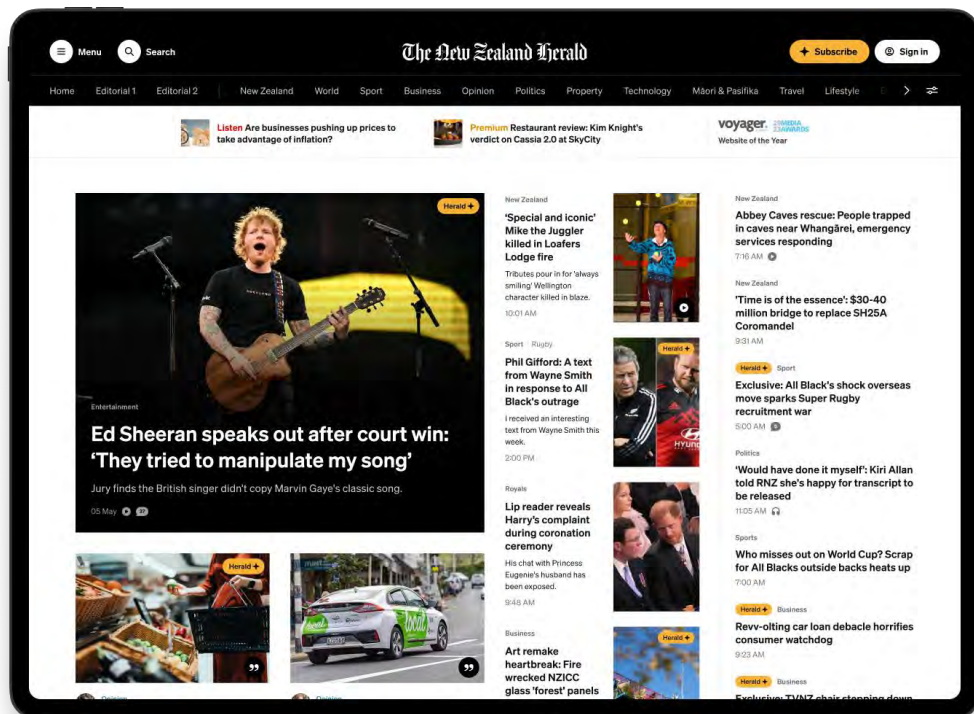 Menu
Search
The New Zealand Herald
Subscribe
Sign in
Home
Editorial 1
Editorial 2
New Zealand
World
Sport
Business
Opinion
Politics
Property
Technology
Māori & Pasifika
Travel
Lifestyle
Listen Are businesses pushing up prices to
take advantage of inflation?
Premium Restaurant review: Kim Knight's
verdict on Cassia 2.0 at SkyCity
voyager.
MEDIA
AWARDS
Website of the Year
Herald +
Entertainment
Ed Sheeran speaks out after court win:
'They tried to manipulate my song'
Jury finds the British singer didn't copy Marvin Gaye's classic song.
05 May
37
Herald +
local
local
Opinion
Opinion
New Zealand
'Special and iconic'
Mike the Juggler
killed in Loafers
Lodge fire
Tributes pour in for 'always
smiling' Wellington
character killed in blaze.
10:01 AM
Sport | Rugby
Phil Gifford: A text
from Wayne Smith
in response to All
Black's outrage
I received an interesting
text from Wayne Smith this
week.
2:00 PM
Herald +
HYUN
Royals
Lip reader reveals
Harry's complaint
during coronation
ceremony
His chat with Princess
Eugenie's husband has
been exposed.
9:48 AM
Business
Art remake
heartbreak: Fire
wrecked NZICC
glass 'forest' panels
Herald +
New Zealand
Abbey Caves rescue: People trapped
in caves near Whangārei, emergency
services responding
7:16 AM
New Zealand
'Time is of the essence': $30-40
million bridge to replace SH25A
Coromandel
9:31 AM
Herald + Sport
Exclusive: All Black's shock overseas
move sparks Super Rugby
recruitment war
5:00 AM
Politics
'Would have done it myself': Kiri Allan
told RNZ she's happy for transcript to
be released
11:05 AM
Sports
Who misses out on World Cup? Scrap
for All Blacks outside backs heats up
7:00 AM
Herald + Business
Revv-olting car loan debacle horrifies
consumer watchdog
9:23 AM
Herald + Business
Exclusive: TVNZ chair stepping down